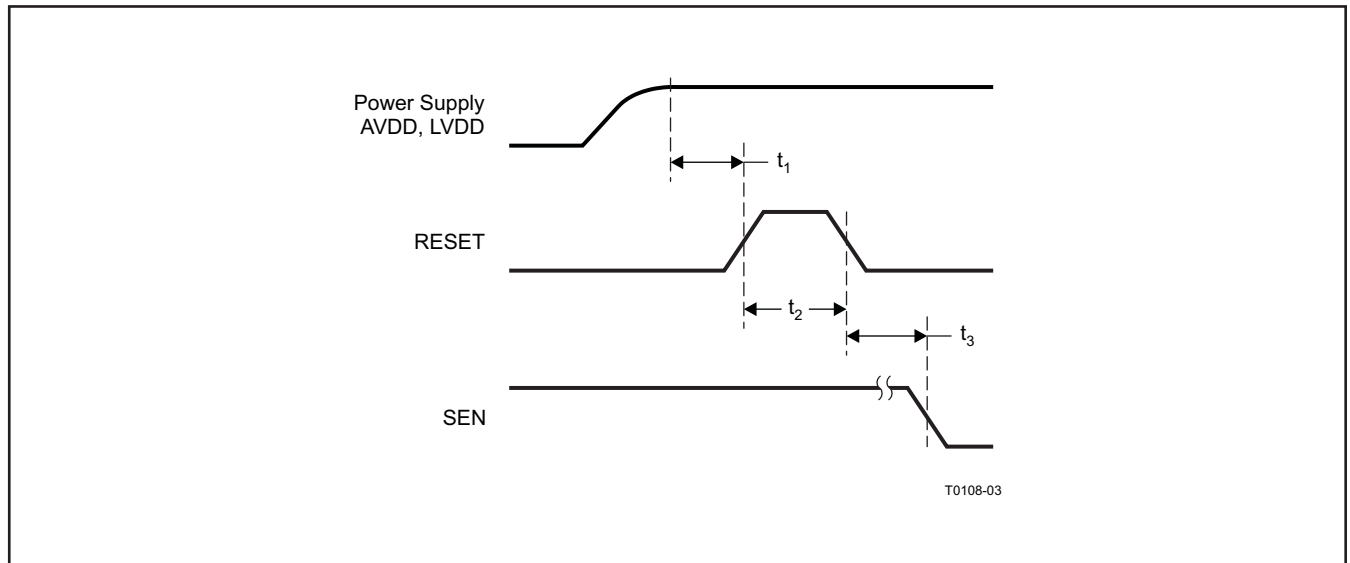 Power Supply
AVDD, LVDD
t1
RESET
t2
t3
SEN
T0108-03